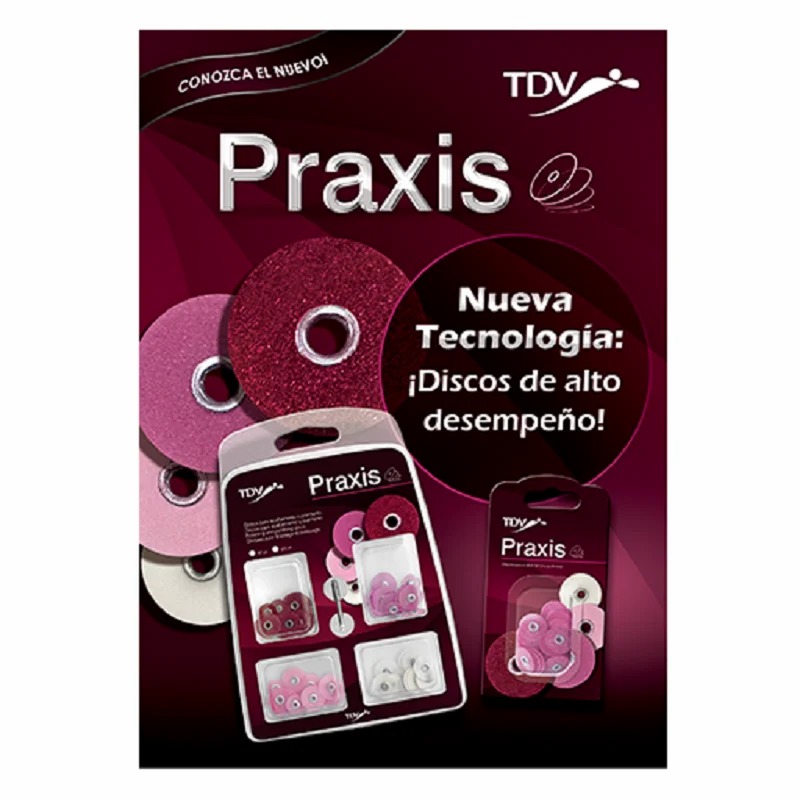 CONOZCA EL NUEVO!
TDV
Praxis
Nueva
Tecnología:
¡Discos de alto
desempeño!
TDV
Praxis
TDV
Praxis
TDV